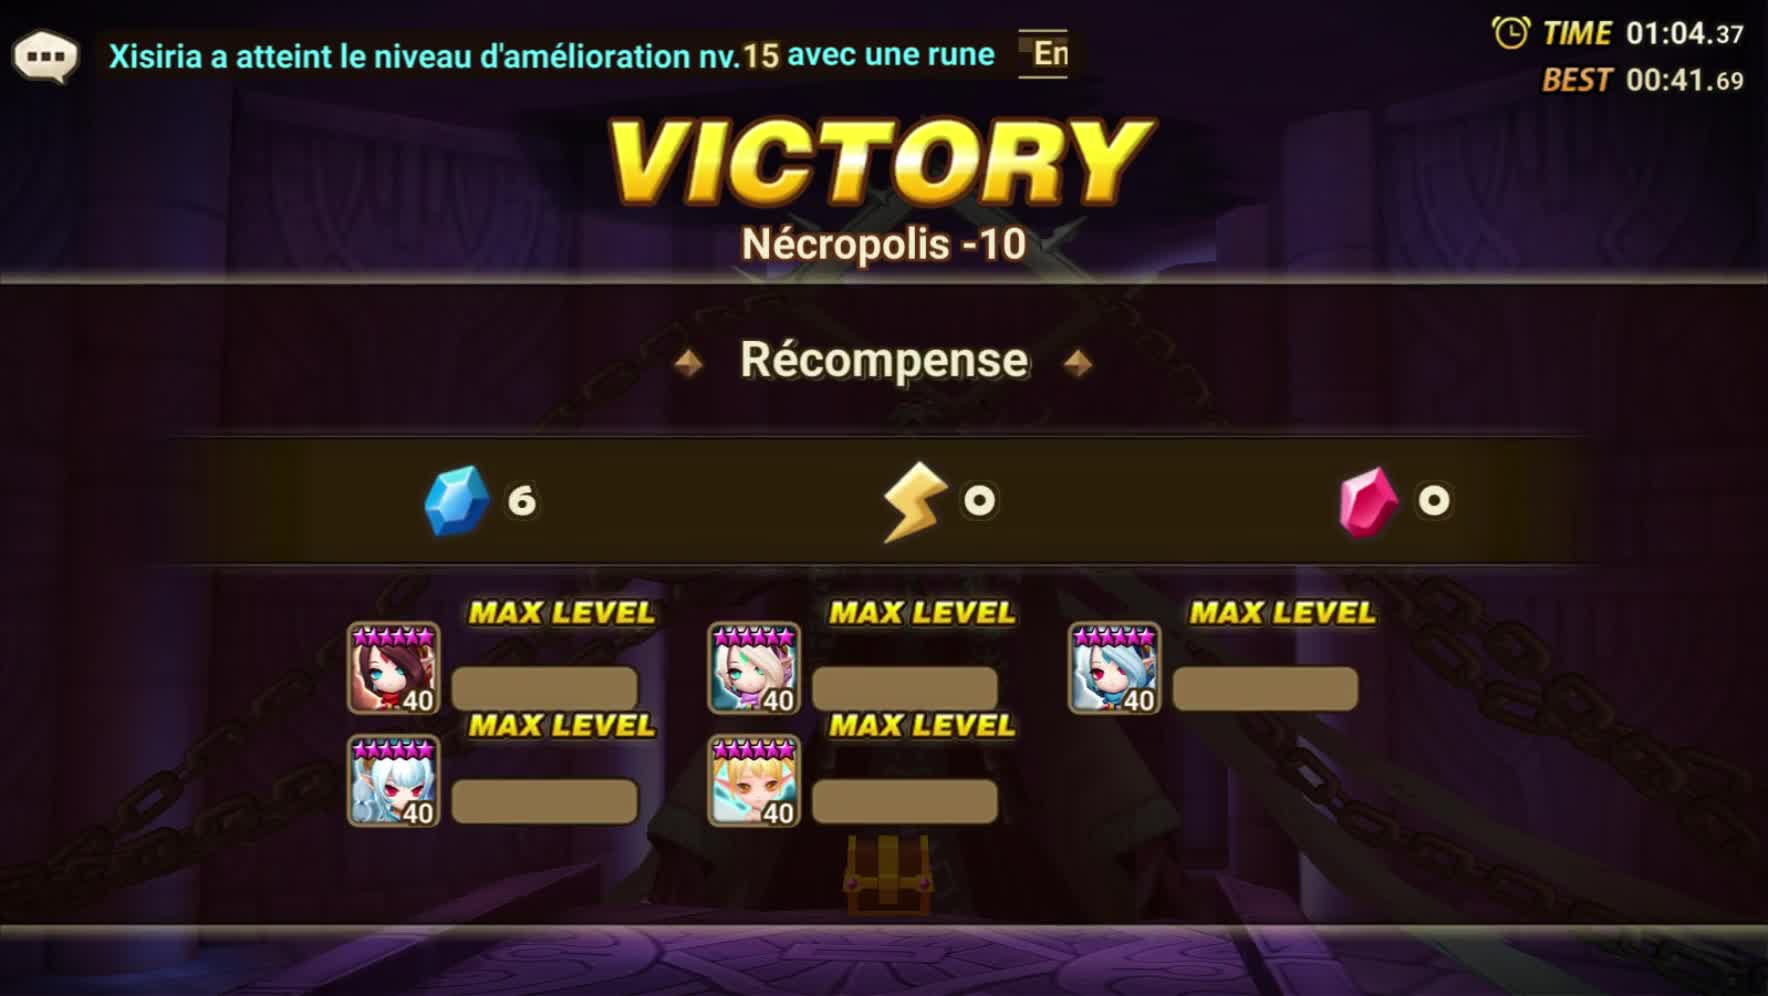 Xisiria a atteint le niveau d'amélioration nv.15 avec une rune En
TIME 01:04.37
BEST 00:41.69
VICTORY
Nécropolis -10
Récompense
6 0 0
MAX LEVEL MAX LEVEL MAX LEVEL
40 40 40
MAX LEVEL MAX LEVEL
40 40